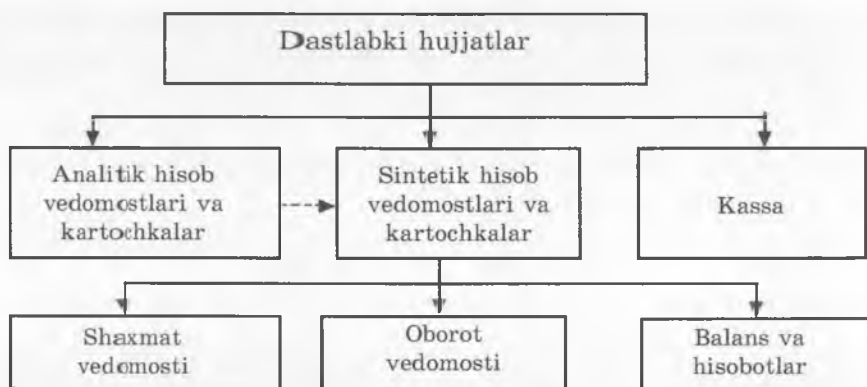 Dastlabki hujjatlar
Analitik hisob
vedomostlari va
kartochkalar
Sintetik hisob
vedomostlari va
kartochkalar
Kassa
Shaxmat
vedomosti
Oborot
vedomosti
Balans va
hisobotlar